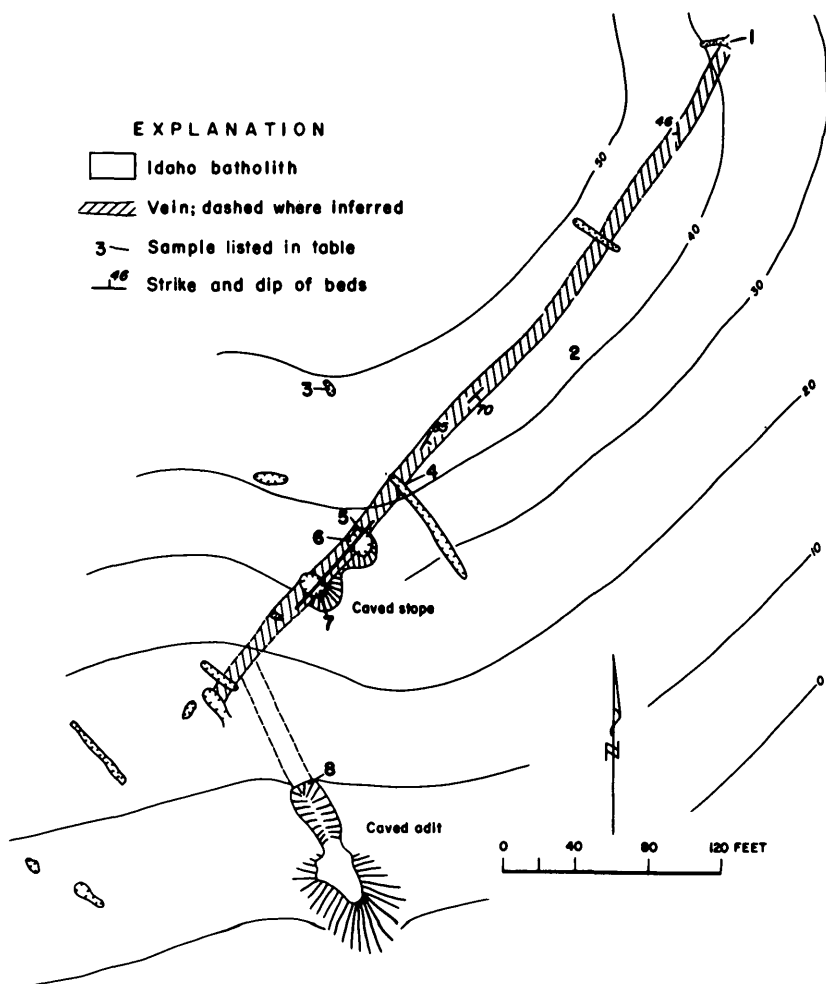 EXPLANATION
Idaho batholith
Vein; dashed where inferred
3 Sample listed in table
46 Strike and dip of beds
1
46
50
40
30
2
3
20
70
65
4
5
6
Caved stope
7
10
0
N
8
Caved adit
0 40 80 120 FEET